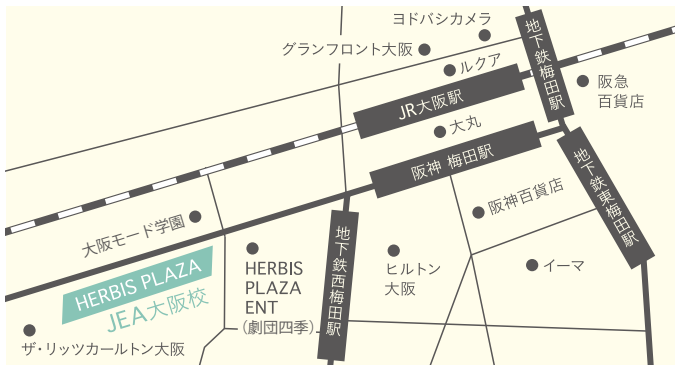 ヨドバシカメラ
グランフロント大阪
ルクア
地下鉄梅田駅
阪急
百貨店
JR大阪駅
大丸
阪神 梅田駅
地下鉄東梅田駅
阪神百貨店
大阪モード学園
地下鉄西梅田駅
HERBIS
PLAZA
ENT
(劇団四季)
ヒルトン
大阪
イーマ
HERBIS PLAZA
JEA大阪校
ザ・リッツカールトン大阪